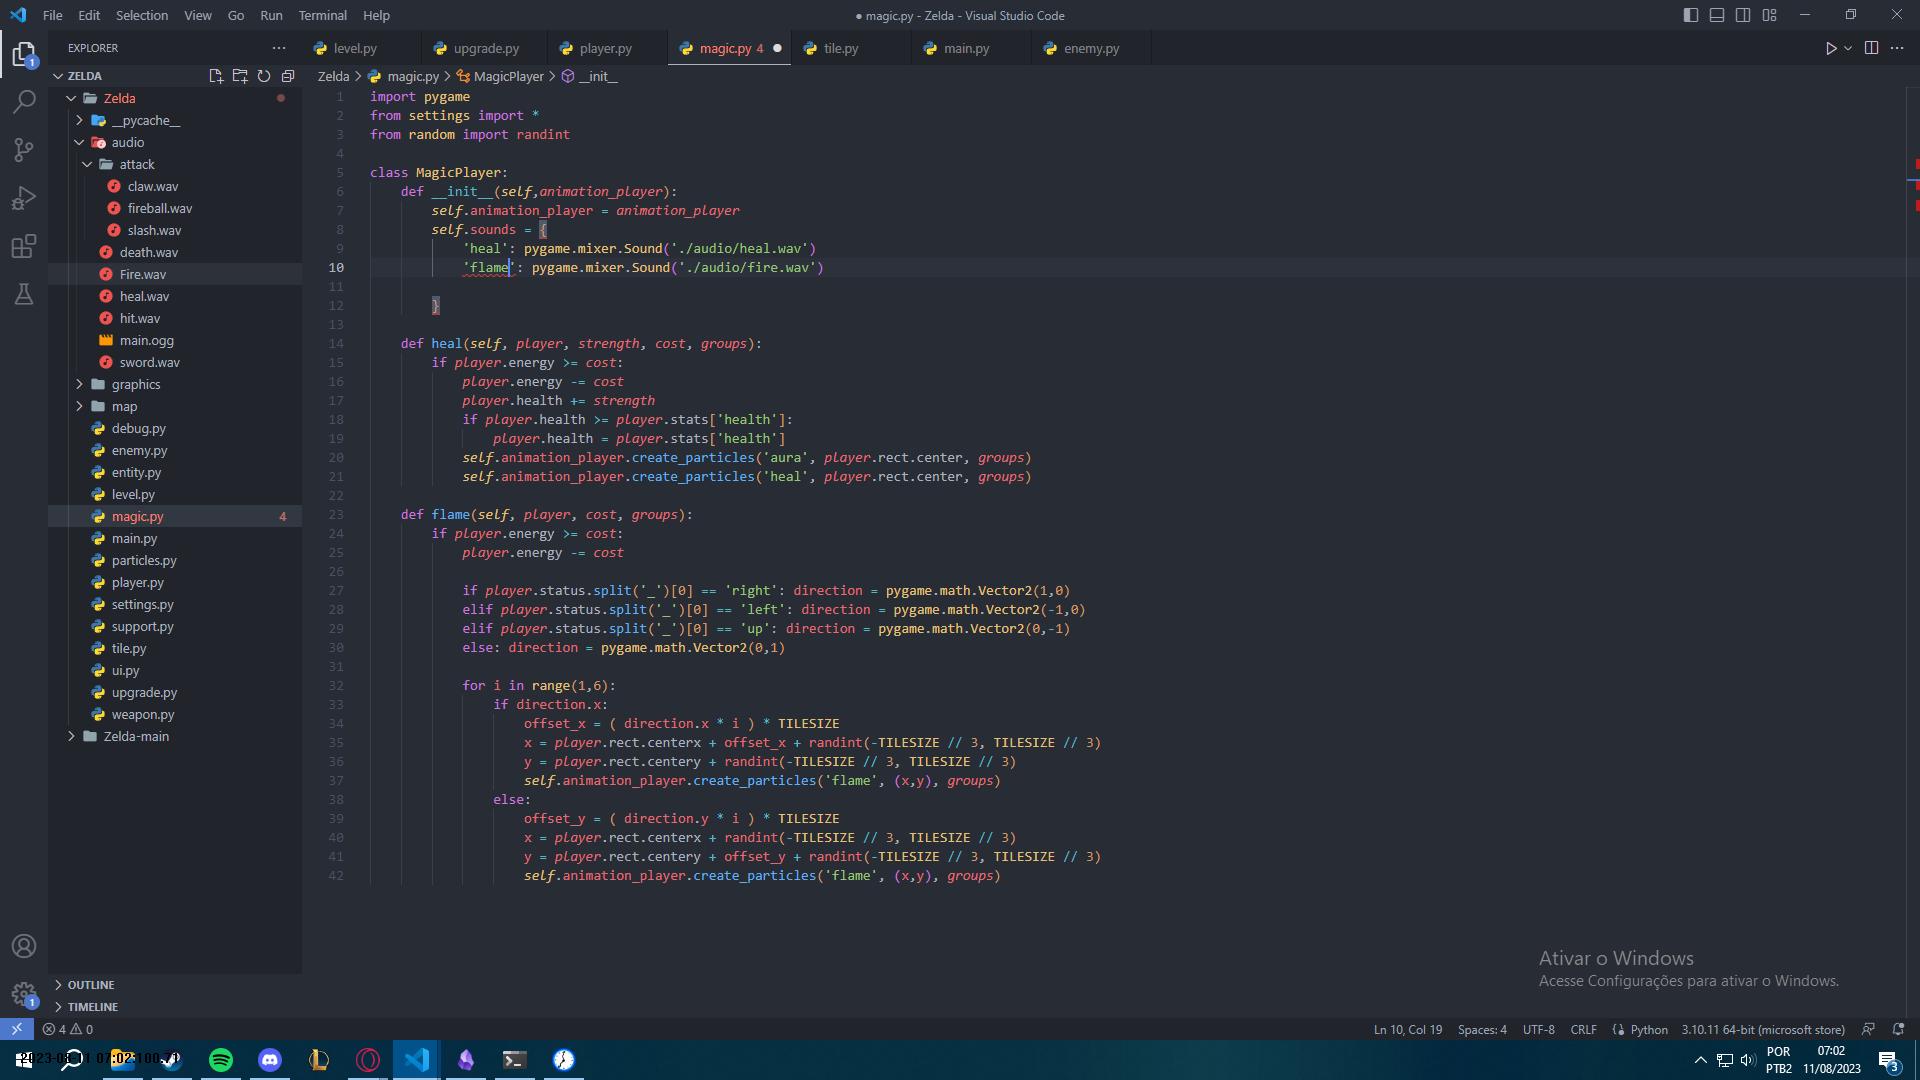 File Edit Selection View Go Run Terminal Help
● magic.py - Zelda - Visual Studio Code
EXPLORER
level.py
upgrade.py
player.py
magic.py 4
tile.py
main.py
enemy.py
ZELDA
Zelda
__pycache__
audio
attack
claw.wav
fireball.wav
slash.wav
death.wav
Fire.wav
heal.wav
hit.wav
main.ogg
sword.wav
graphics
map
debug.py
enemy.py
entity.py
level.py
magic.py 4
main.py
particles.py
player.py
settings.py
support.py
tile.py
ui.py
upgrade.py
weapon.py
Zelda-main
OUTLINE
TIMELINE
1
1
Zelda > magic.py > MagicPlayer > __init__
1 import pygame
2 from settings import *
3 from random import randint
4
5 class MagicPlayer:
6 def __init__(self,animation_player):
7 self.animation_player = animation_player
8 self.sounds = {
9 'heal': pygame.mixer.Sound('./audio/heal.wav')
10 'flame': pygame.mixer.Sound('./audio/fire.wav')
11
12 }
13
14 def heal(self, player, strength, cost, groups):
15 if player.energy >= cost:
16 player.energy -= cost
17 player.health += strength
18 if player.health >= player.stats['health']:
19 player.health = player.stats['health']
20 self.animation_player.create_particles('aura', player.rect.center, groups)
21 self.animation_player.create_particles('heal', player.rect.center, groups)
22
23 def flame(self, player, cost, groups):
24 if player.energy >= cost:
25 player.energy -= cost
26
27 if player.status.split('_')[0] == 'right': direction = pygame.math.Vector2(1,0)
28 elif player.status.split('_')[0] == 'left': direction = pygame.math.Vector2(-1,0)
29 elif player.status.split('_')[0] == 'up': direction = pygame.math.Vector2(0,-1)
30 else: direction = pygame.math.Vector2(0,1)
31
32 for i in range(1,6):
33 if direction.x:
34 offset_x = ( direction.x * i ) * TILESIZE
35 x = player.rect.centerx + offset_x + randint(-TILESIZE // 3, TILESIZE // 3)
36 y = player.rect.centery + randint(-TILESIZE // 3, TILESIZE // 3)
37 self.animation_player.create_particles('flame', (x,y), groups)
38 else:
39 offset_y = ( direction.y * i ) * TILESIZE
40 x = player.rect.centerx + randint(-TILESIZE // 3, TILESIZE // 3)
41 y = player.rect.centery + offset_y + randint(-TILESIZE // 3, TILESIZE // 3)
42 self.animation_player.create_particles('flame', (x,y), groups)
Ativar o Windows
Acesse Configurações para ativar o Windows.
4 0
Ln 10, Col 19 Spaces: 4 UTF-8 CRLF Python 3.10.11 64-bit (microsoft store)
POR
PTB2
07:02
11/08/2023
3